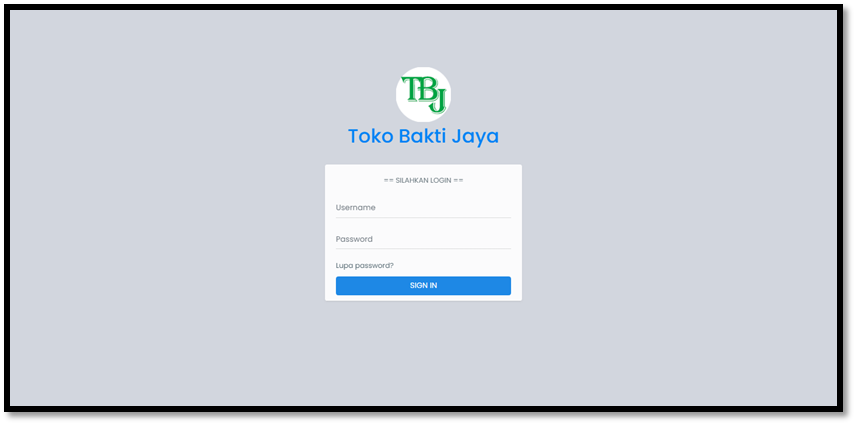 TBJ
Toko Bakti Jaya
== SILAHKAN LOGIN ==
Username
Password
Lupa password?
SIGN IN